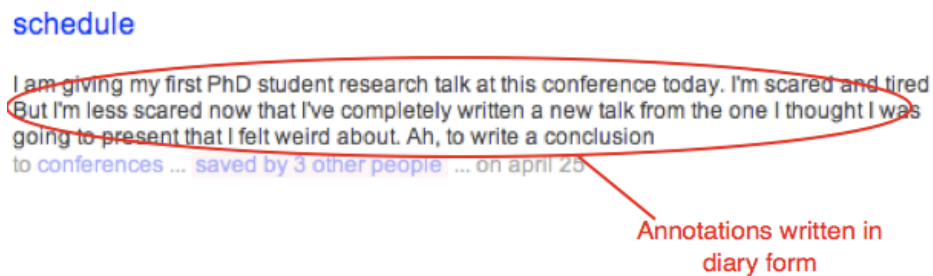 schedule
I am giving my first PhD student research talk at this conference today. I'm scared and tired
But I'm less scared now that I've completely written a new talk from the one I thought I was
going to present that I felt weird about. Ah, to write a conclusion
to conferences ... saved by 3 other people ... on april 25
Annotations written in
diary form